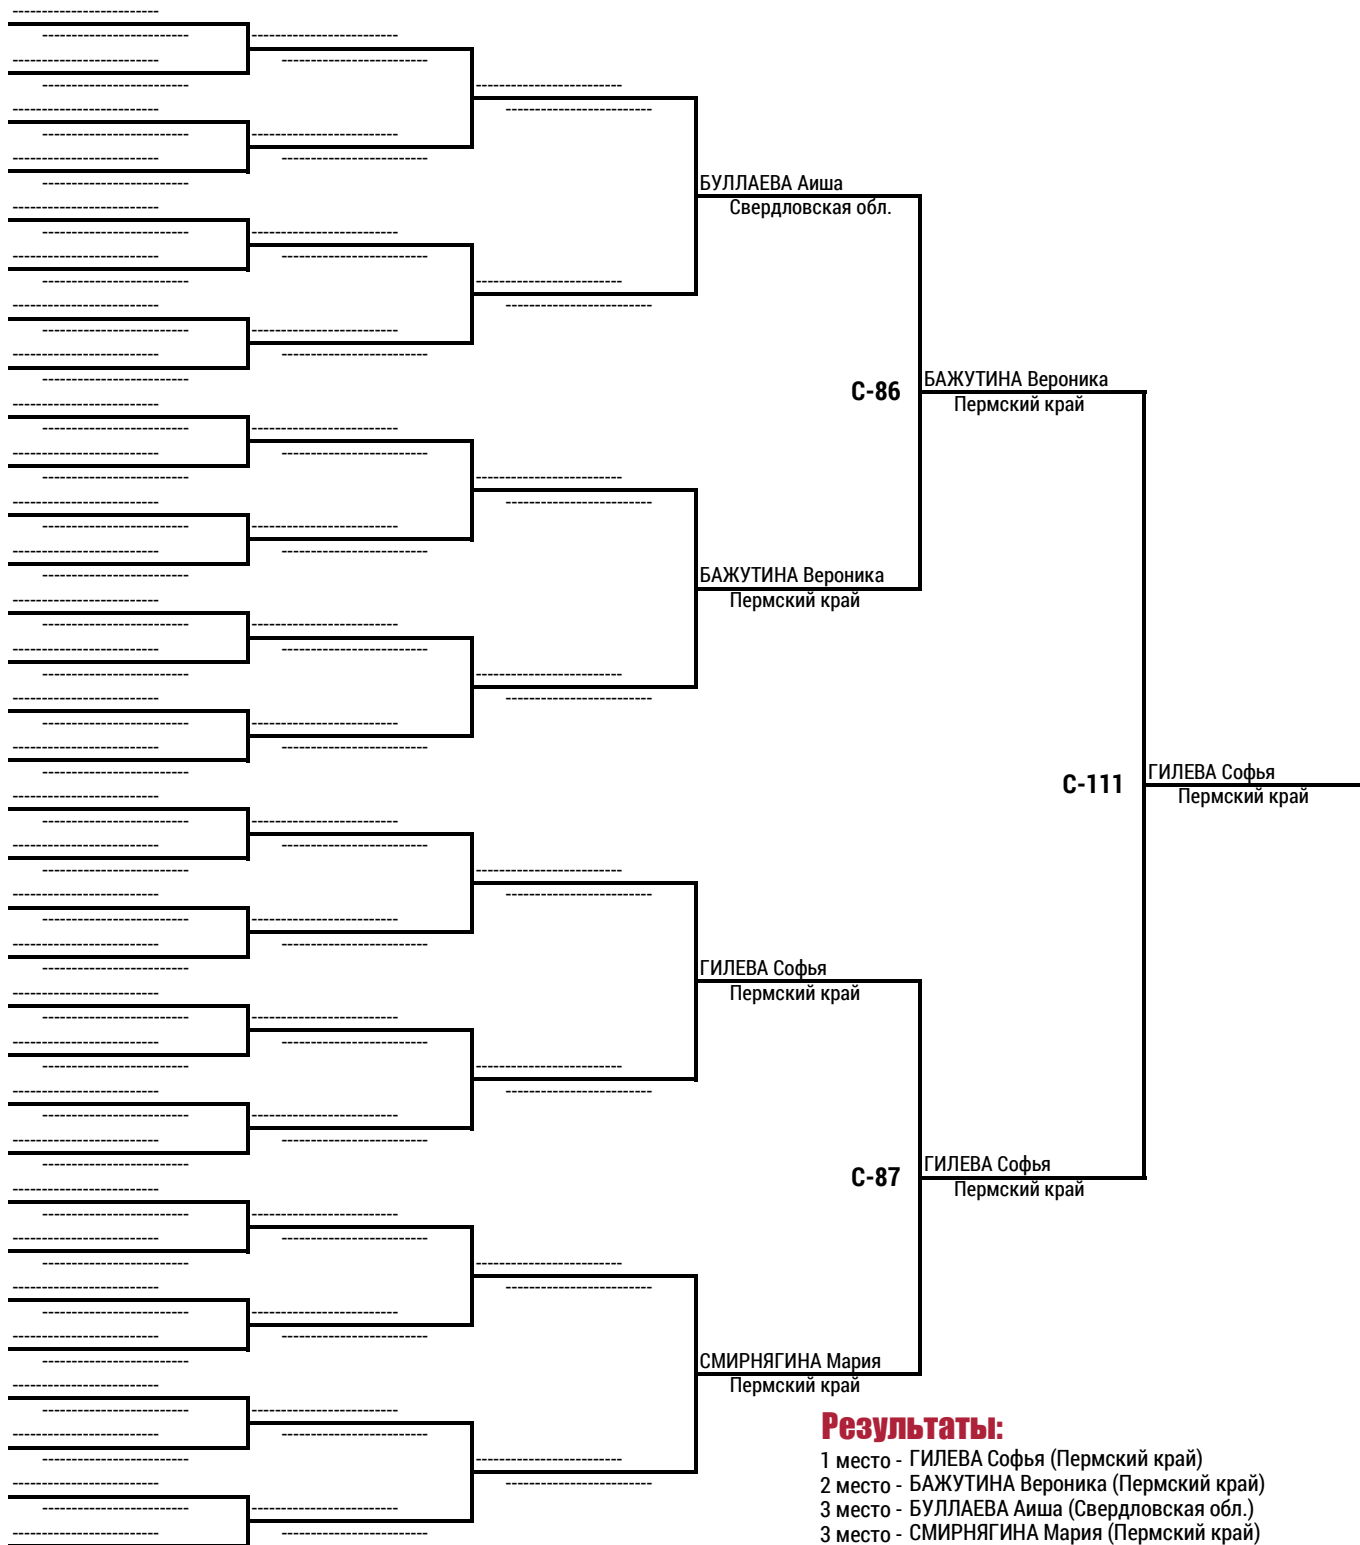 БУЛЛАЕВА Аиша
Свердловская обл.
С-86
БАЖУТИНА Вероника
Пермский край
БАЖУТИНА Вероника
Пермский край
С-111
ГИЛЕВА Софья
Пермский край
ГИЛЕВА Софья
Пермский край
С-87
ГИЛЕВА Софья
Пермский край
СМИРНЯГИНА Мария
Пермский край
Результаты:
1 место - ГИЛЕВА Софья (Пермский край)
2 место - БАЖУТИНА Вероника (Пермский край)
3 место - БУЛЛАЕВА Аиша (Свердловская обл.)
3 место - СМИРНЯГИНА Мария (Пермский край)